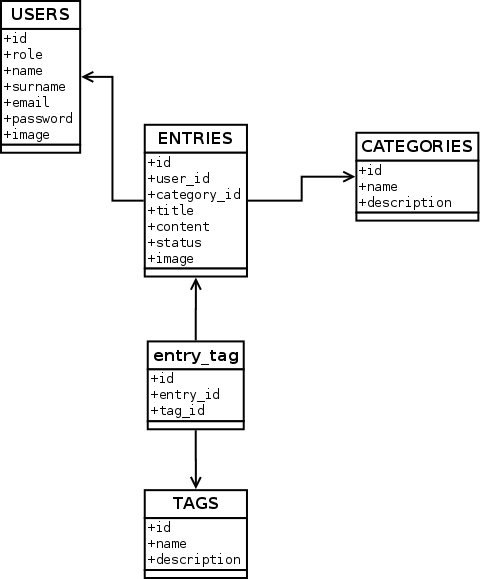 USERS
+id
+role
+name
+surname
+email
+password
+image
ENTRIES
+id
+user_id
+category_id
+title
+content
+status
+image
CATEGORIES
+id
+name
+description
entry_tag
+id
+entry_id
+tag_id
TAGS
+id
+name
+description